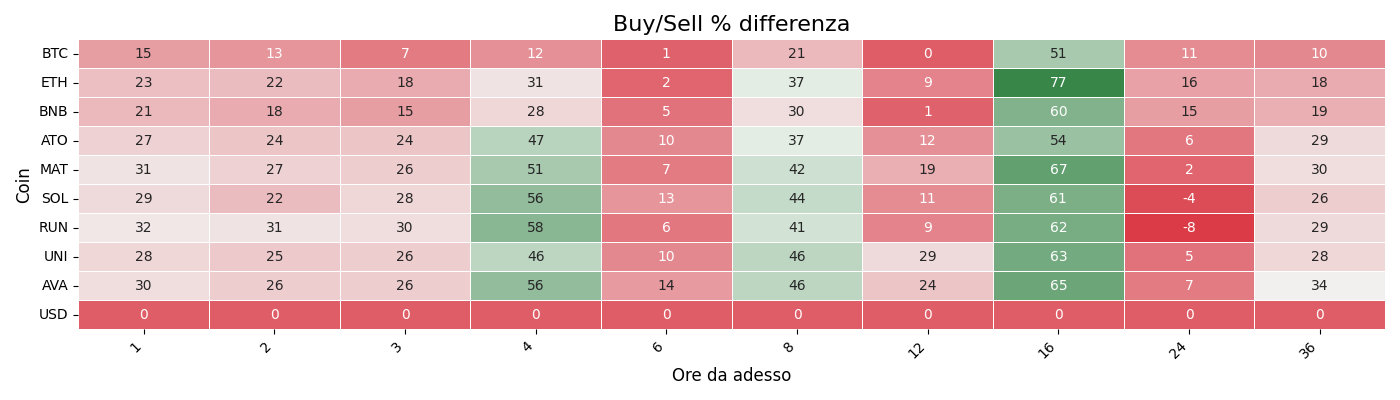 Buy/Sell % differenza
Coin
BTC 15 13 7 12 1 21 0 51 11 10
ETH 23 22 18 31 2 37 9 77 16 18
BNB 21 18 15 28 5 30 1 60 15 19
ATO 27 24 24 47 10 37 12 54 6 29
MAT 31 27 26 51 7 42 19 67 2 30
SOL 29 22 28 56 13 44 11 61 -4 26
RUN 32 31 30 58 6 41 9 62 -8 29
UNI 28 25 26 46 10 46 29 63 5 28
AVA 30 26 26 56 14 46 24 65 7 34
USD 0 0 0 0 0 0 0 0 0 0
1 2 3 4 6 8 12 16 24 36
Ore da adesso